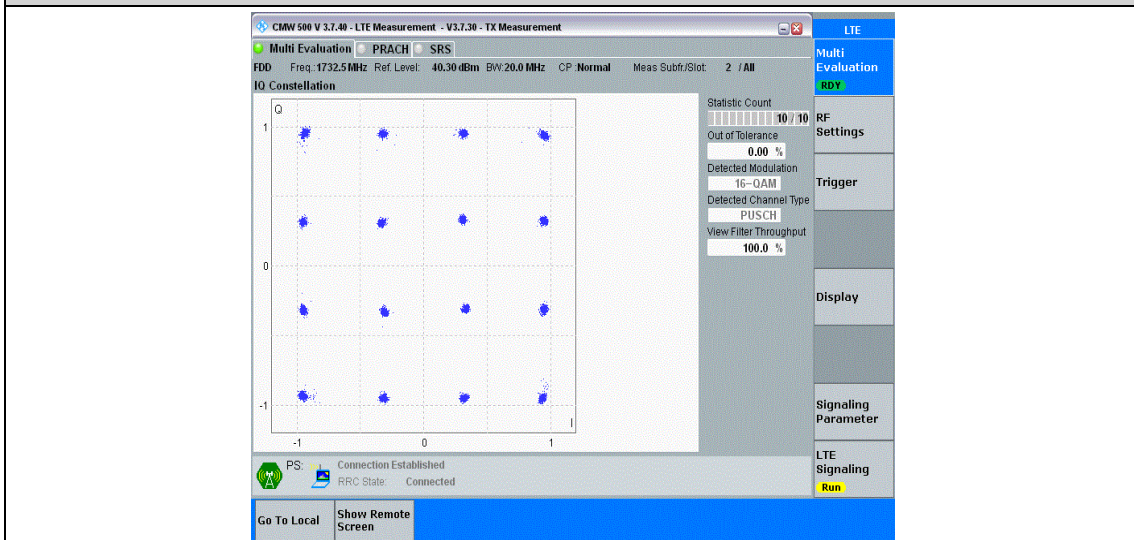 CMW 500 V 3.7.40 - LTE Measurement - V3.7.30 - TX Measurement
LTE
Multi Evaluation PRACH SRS
Multi
Evaluation
RDY
FDD Freq.:1732.5 MHz Ref. Level: 40.30 dBm BW:20.0 MHz CP :Normal Meas Subfr./Slot: 2 / All
IQ Constellation
Q
1
0
-1
-1 0 1
I
Statistic Count
10 / 10
Out of Tolerance
0.00 %
Detected Modulation
16-QAM
Detected Channel Type
PUSCH
View Filter Throughput
100.0 %
RF
Settings
Trigger
Display
Signaling
Parameter
LTE
Signaling
Run
PS: Connection Established
RRC State: Connected
Go To Local
Show Remote
Screen